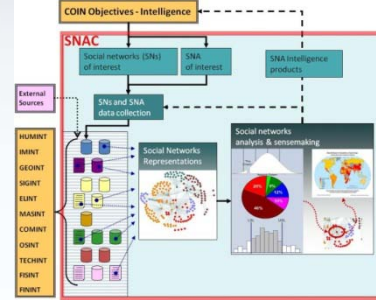 COIN Objectives - Intelligence
SNAC
Social networks (SNs)
of interest
SNA
of interest
SNA Intelligence
products
External
Sources
SNs and SNA
data collection
HUMINT
IMINT
GEOINT
SIGINT
ELINT
MASINT
COMINT
OSINT
TECHINT
FISINT
FININT
Social Networks
Representations
Social networks
analysis & sensemaking